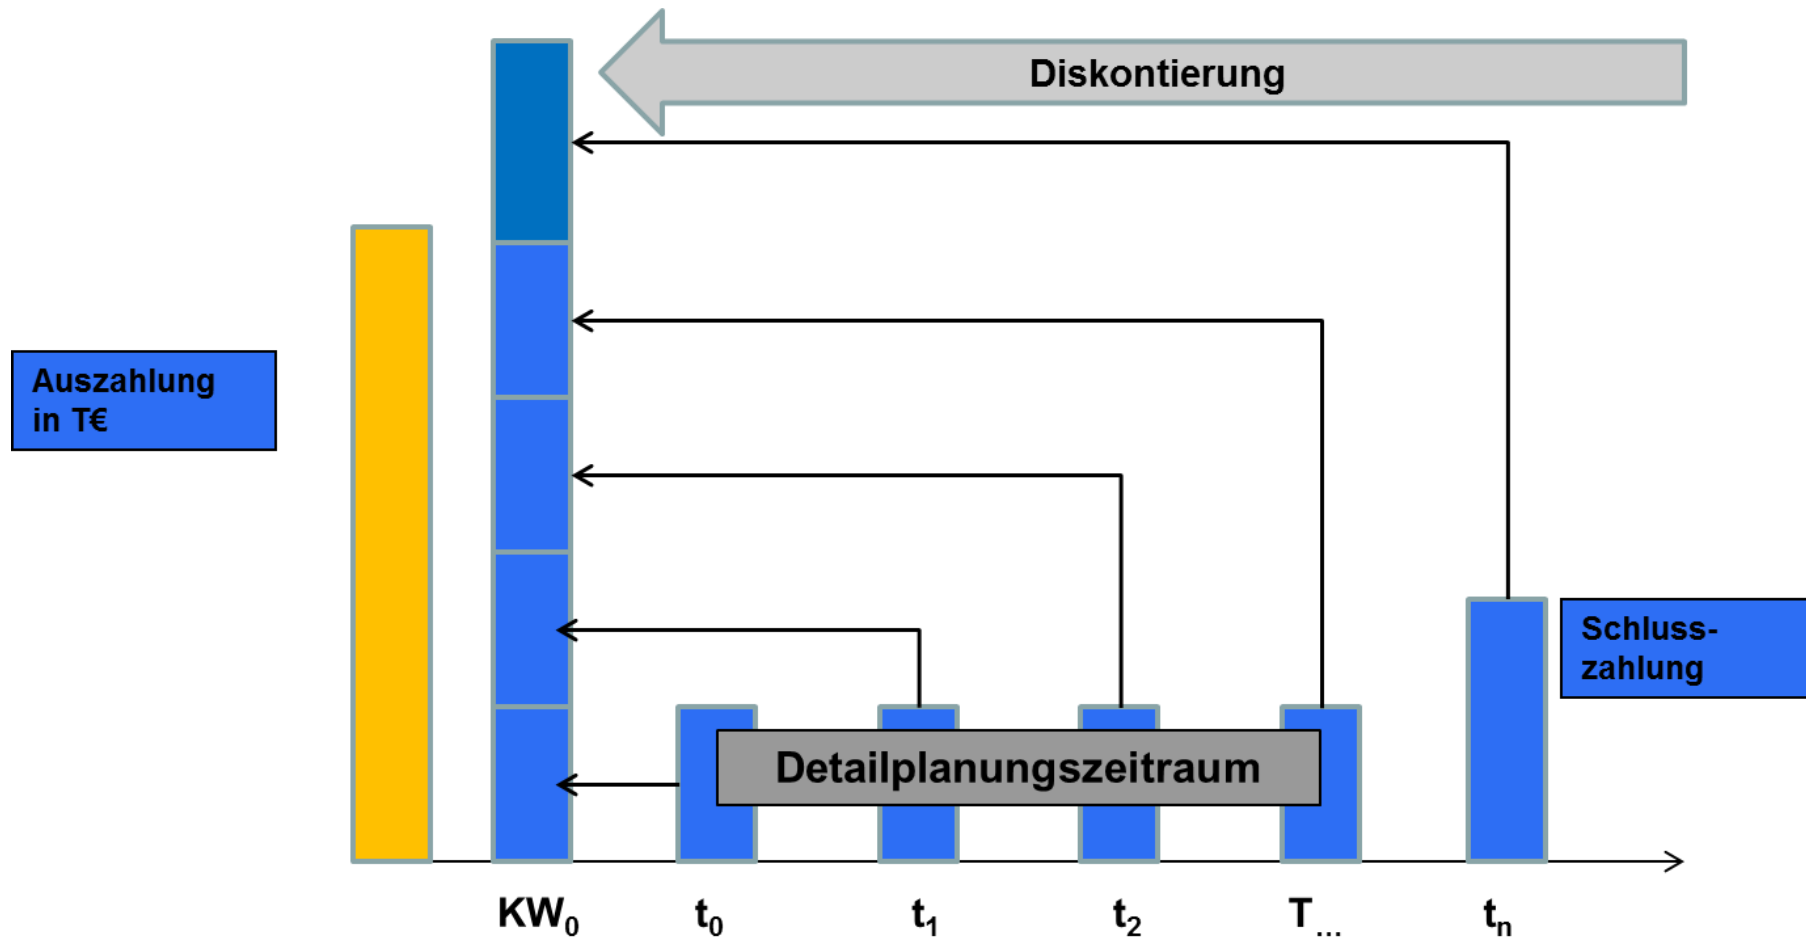 Diskontierung
Auszahlung
in T€
Schluss-
zahlung
Detailplanungszeitraum
KW₀ t₀ t₁ t₂ T... tₙ